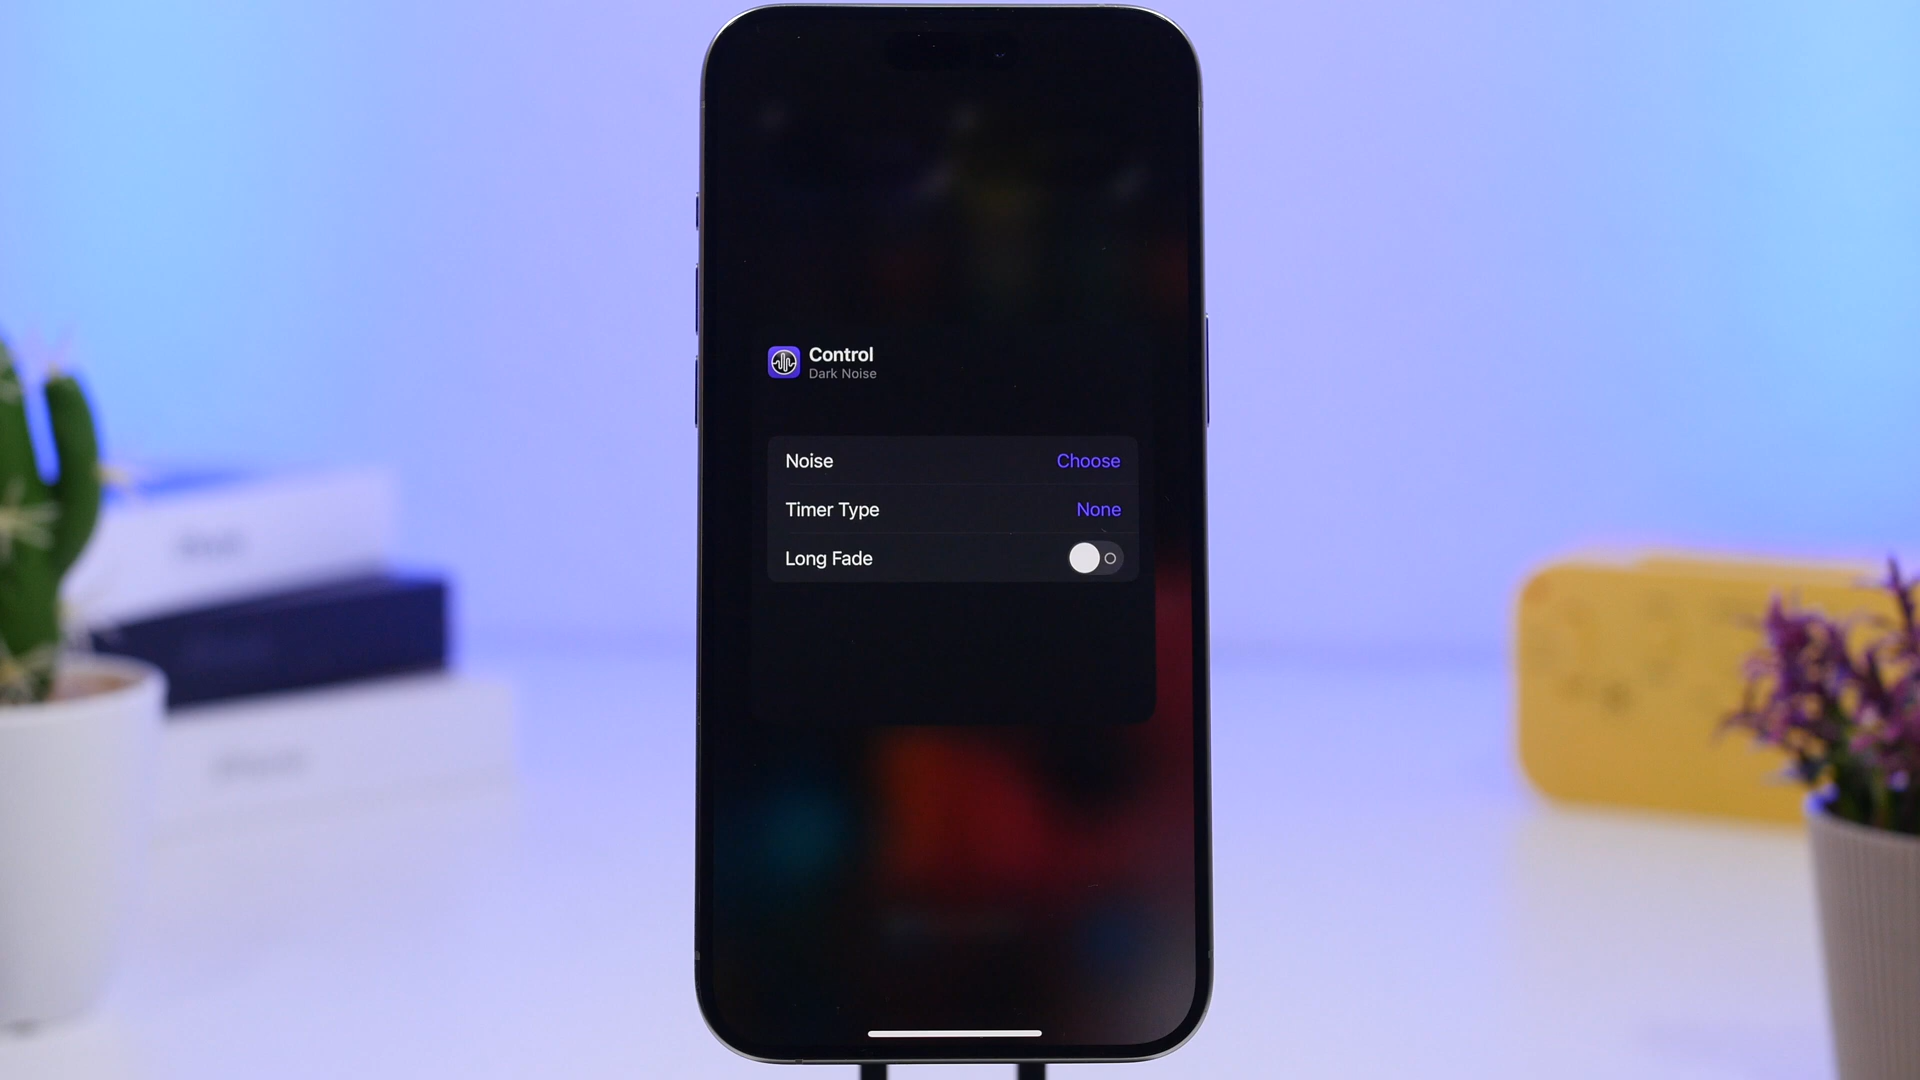 Control
Dark Noise
Noise Choose
Timer Type None
Long Fade